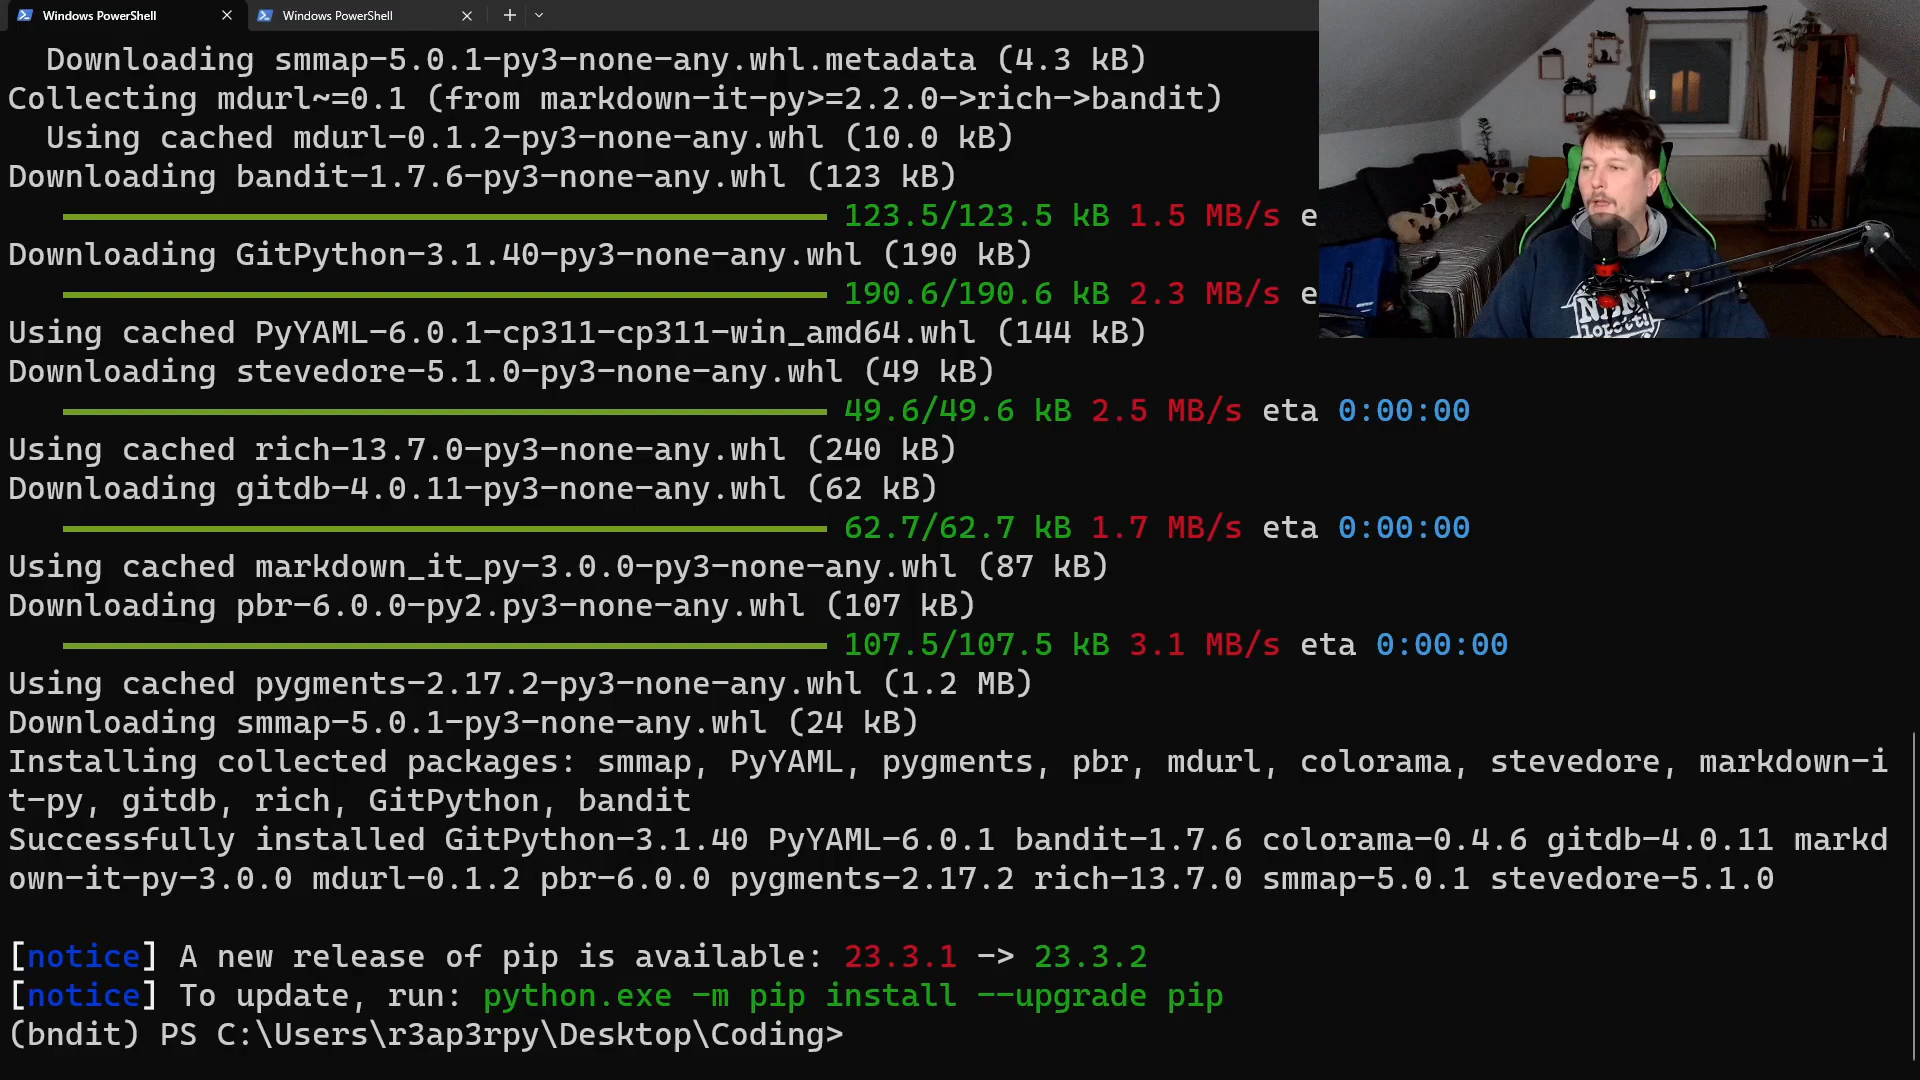 Windows PowerShell
Windows PowerShell
Downloading smmap-5.0.1-py3-none-any.whl.metadata (4.3 kB)
Collecting mdurl~=0.1 (from markdown-it-py>=2.2.0->rich->bandit)
Using cached mdurl-0.1.2-py3-none-any.whl (10.0 kB)
Downloading bandit-1.7.6-py3-none-any.whl (123 kB)
123.5/123.5 kB 1.5 MB/s e
Downloading GitPython-3.1.40-py3-none-any.whl (190 kB)
190.6/190.6 kB 2.3 MB/s e
Using cached PyYAML-6.0.1-cp311-cp311-win_amd64.whl (144 kB)
Downloading stevedore-5.1.0-py3-none-any.whl (49 kB)
49.6/49.6 kB 2.5 MB/s eta 0:00:00
Using cached rich-13.7.0-py3-none-any.whl (240 kB)
Downloading gitdb-4.0.11-py3-none-any.whl (62 kB)
62.7/62.7 kB 1.7 MB/s eta 0:00:00
Using cached markdown_it_py-3.0.0-py3-none-any.whl (87 kB)
Downloading pbr-6.0.0-py2.py3-none-any.whl (107 kB)
107.5/107.5 kB 3.1 MB/s eta 0:00:00
Using cached pygments-2.17.2-py3-none-any.whl (1.2 MB)
Downloading smmap-5.0.1-py3-none-any.whl (24 kB)
Installing collected packages: smmap, PyYAML, pygments, pbr, mdurl, colorama, stevedore, markdown-i
t-py, gitdb, rich, GitPython, bandit
Successfully installed GitPython-3.1.40 PyYAML-6.0.1 bandit-1.7.6 colorama-0.4.6 gitdb-4.0.11 markd
own-it-py-3.0.0 mdurl-0.1.2 pbr-6.0.0 pygments-2.17.2 rich-13.7.0 smmap-5.0.1 stevedore-5.1.0
[notice] A new release of pip is available: 23.3.1 -> 23.3.2
[notice] To update, run: python.exe -m pip install --upgrade pip
(bndit) PS C:\Users\r3ap3rpy\Desktop\Coding>